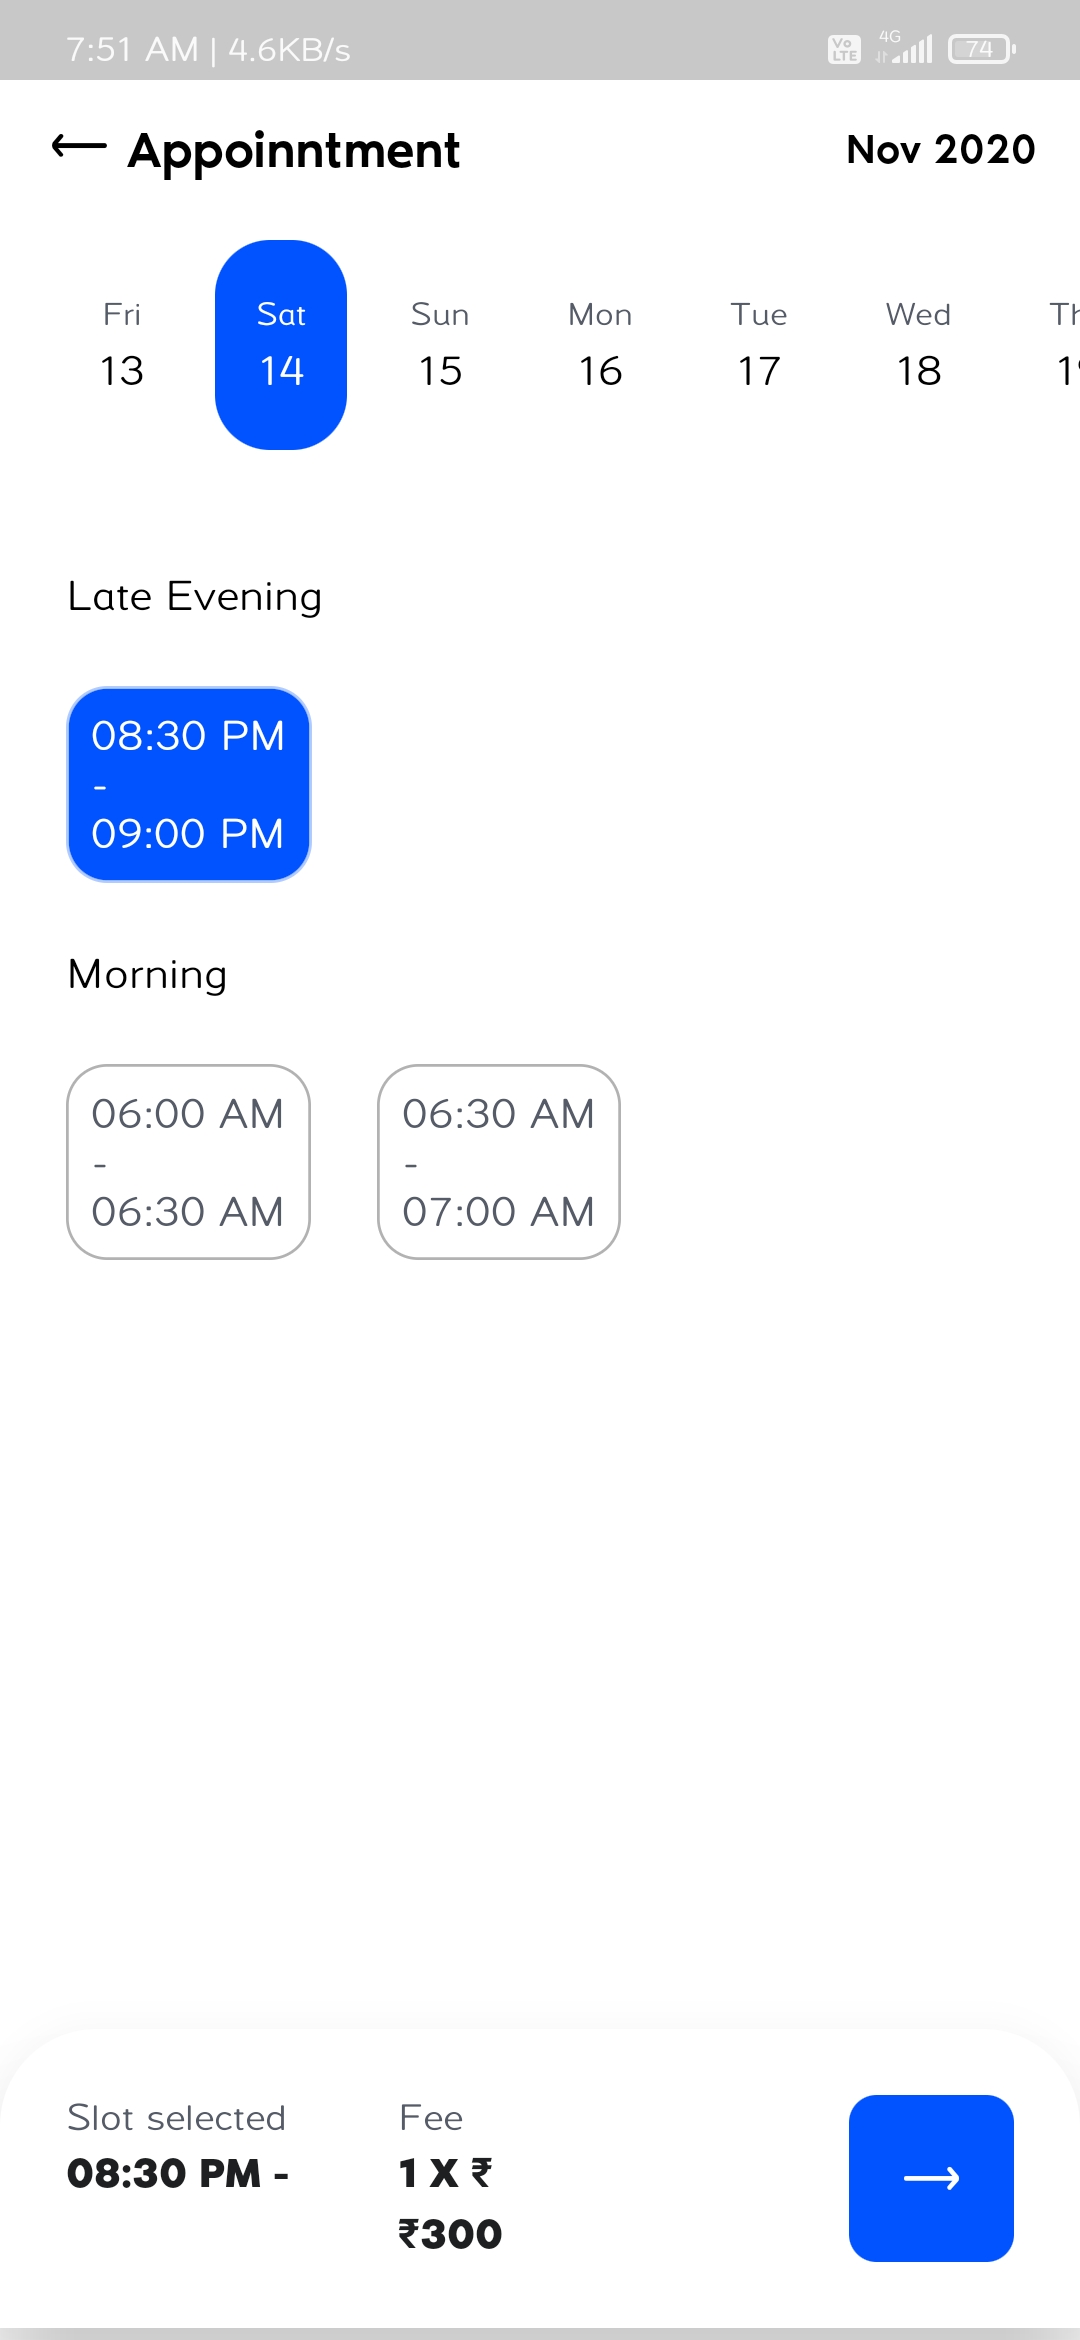 7:51 AM | 4.6KB/s
Vo LTE 4G 74
Appoinntment
Nov 2020
Fri Sat Sun Mon Tue Wed Th
13 14 15 16 17 18 19
Late Evening
08:30 PM
-
09:00 PM
Morning
06:00 AM 06:30 AM
- -
06:30 AM 07:00 AM
Slot selected Fee
08:30 PM - 1 X ₹
₹300